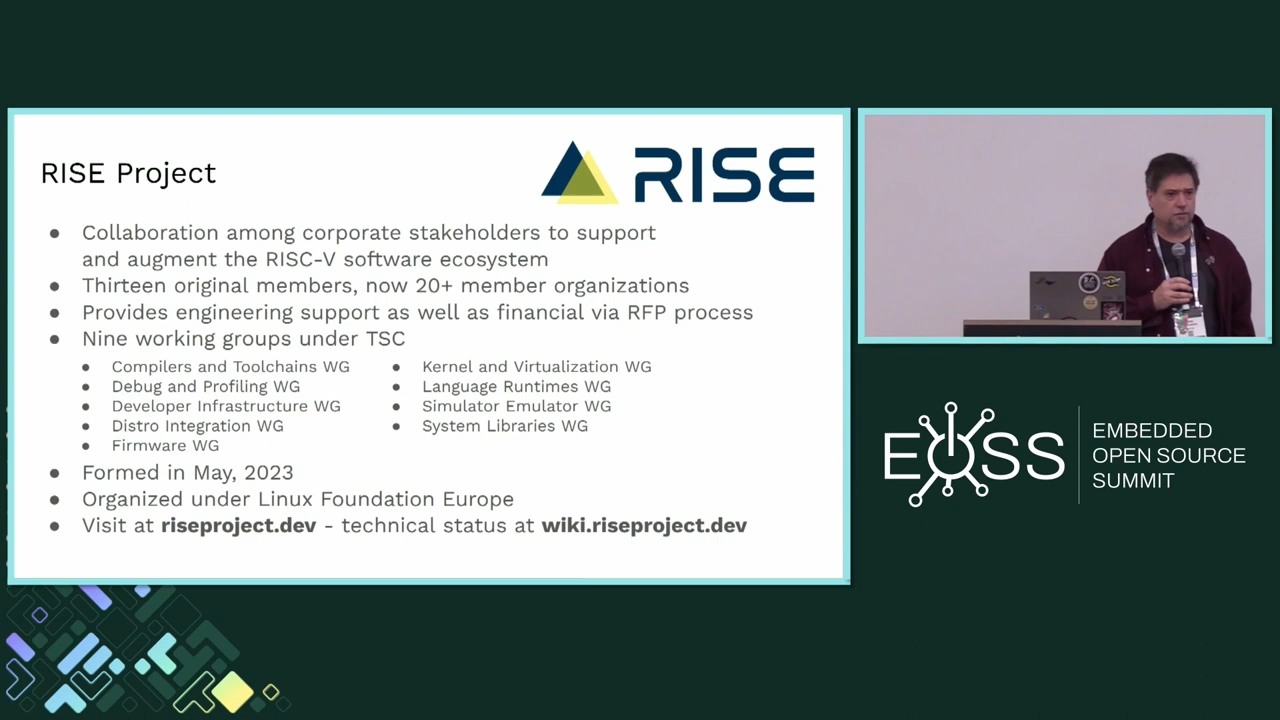 RISE Project
RISE
Collaboration among corporate stakeholders to support
and augment the RISC-V software ecosystem
Thirteen original members, now 20+ member organizations
Provides engineering support as well as financial via RFP process
Nine working groups under TSC
Compilers and Toolchains WG
Debug and Profiling WG
Developer Infrastructure WG
Distro Integration WG
Firmware WG
Kernel and Virtualization WG
Language Runtimes WG
Simulator Emulator WG
System Libraries WG
Formed in May, 2023
Organized under Linux Foundation Europe
Visit at riseproject.dev - technical status at wiki.riseproject.dev
EOSS
EMBEDDED
OPEN SOURCE
SUMMIT